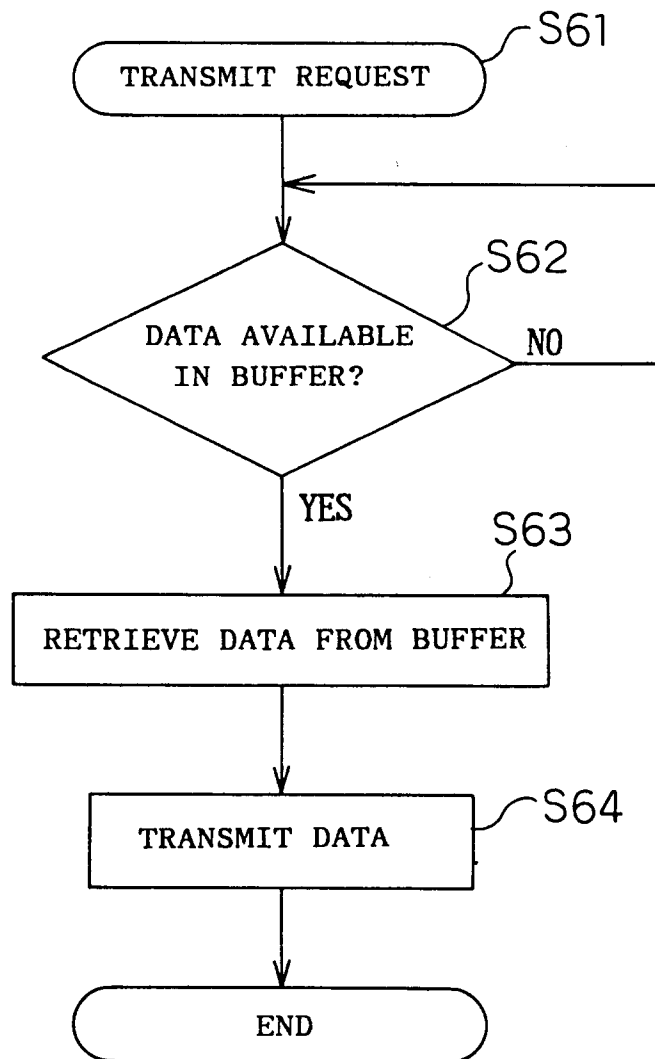 S61
TRANSMIT REQUEST
S62
DATA AVAILABLE
IN BUFFER?
NO
YES
S63
RETRIEVE DATA FROM BUFFER
S64
TRANSMIT DATA
END